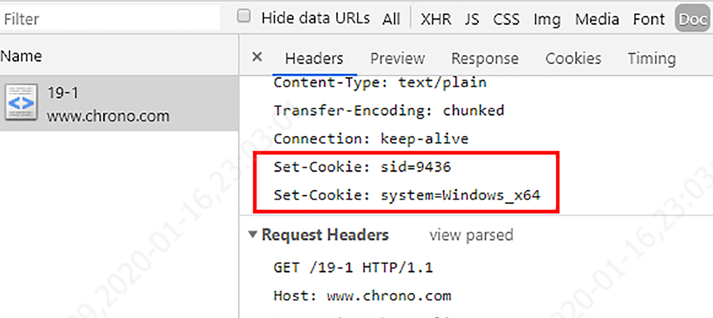 Filter
Hide data URLs All XHR JS CSS Img Media Font Doc
Name
× Headers Preview Response Cookies Timing
19-1
www.chrono.com
Content-Type: text/plain
Transfer-Encoding: chunked
Connection: keep-alive
Set-Cookie: sid=9436
Set-Cookie: system=Windows_x64
▼ Request Headers view parsed
GET /19-1 HTTP/1.1
Host: www.chrono.com
09,2020-01-16,23:03:01
2020-01-16,23:03:0